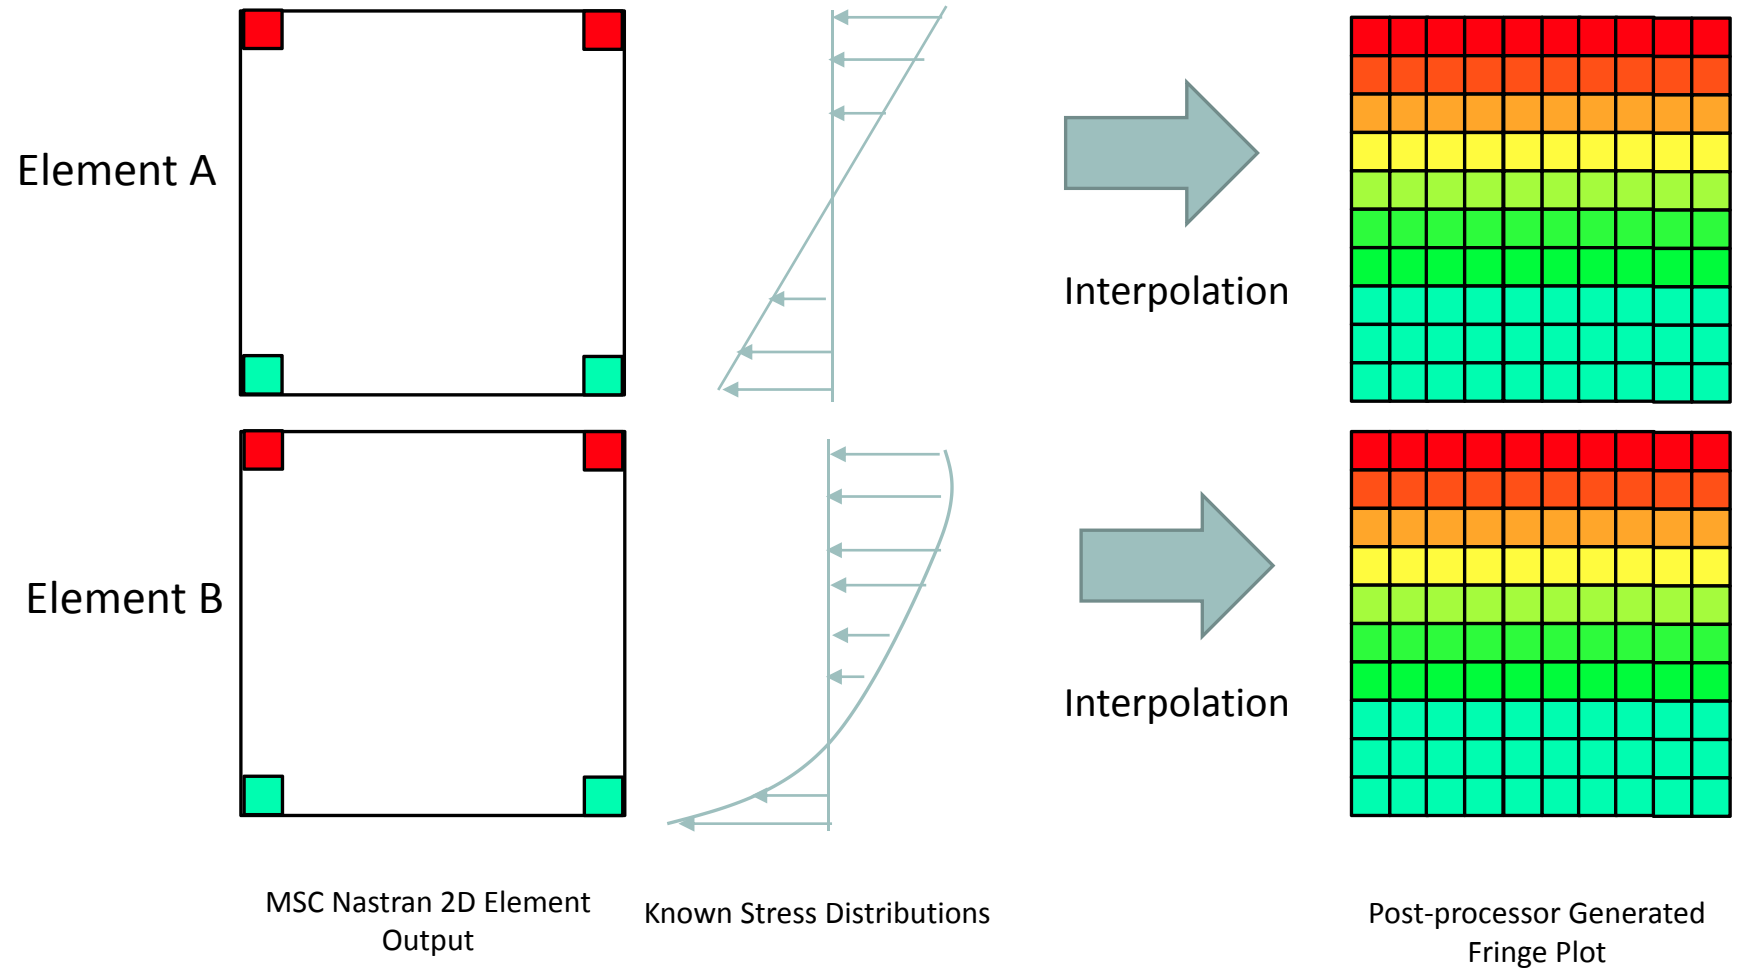 Element A
Interpolation
Element B
Interpolation
MSC Nastran 2D Element
Output
Known Stress Distributions
Post-processor Generated
Fringe Plot